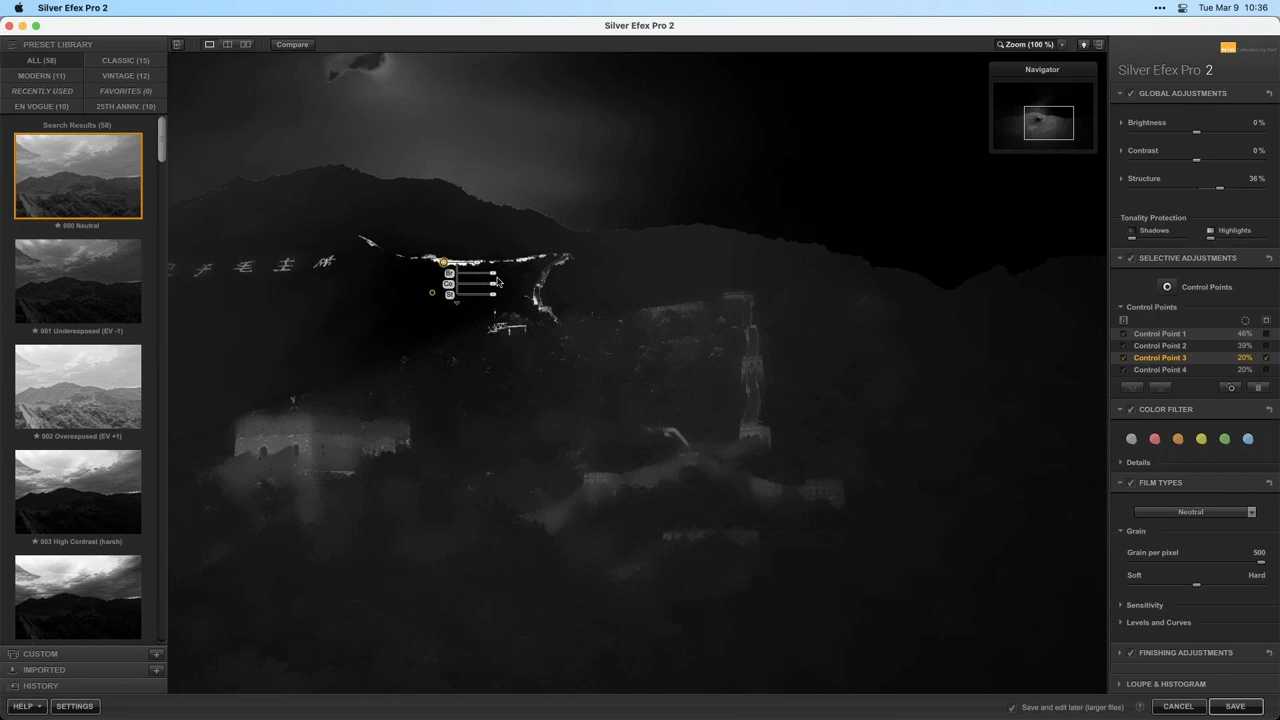 Silver Efex Pro 2
Tue Mar 9 10:36
Silver Efex Pro 2
PRESET LIBRARY
ALL (58)
CLASSIC (15)
MODERN (11)
VINTAGE (12)
RECENTLY USED
FAVORITES (0)
EN VOGUE (10)
25TH ANNIV. (10)
Search Results (58)
★ 000 Neutral
★ 001 Underexposed (EV -1)
★ 002 Overexposed (EV +1)
★ 003 High Contrast (harsh)
CUSTOM
IMPORTED
HISTORY
HELP
SETTINGS
Compare
Zoom (100 %)
Navigator
Br
Co
St
Silver Efex Pro 2
GLOBAL ADJUSTMENTS
Brightness 0 %
Contrast 0 %
Structure 36 %
Tonality Protection
Shadows
Highlights
SELECTIVE ADJUSTMENTS
Control Points
Control Points
Control Point 1 46%
Control Point 2 39%
Control Point 3 20%
Control Point 4 20%
COLOR FILTER
Details
FILM TYPES
Neutral
Grain
Grain per pixel 500
Soft Hard
Sensitivity
Levels and Curves
FINISHING ADJUSTMENTS
LOUPE & HISTOGRAM
Save and edit later (larger files)
CANCEL
SAVE